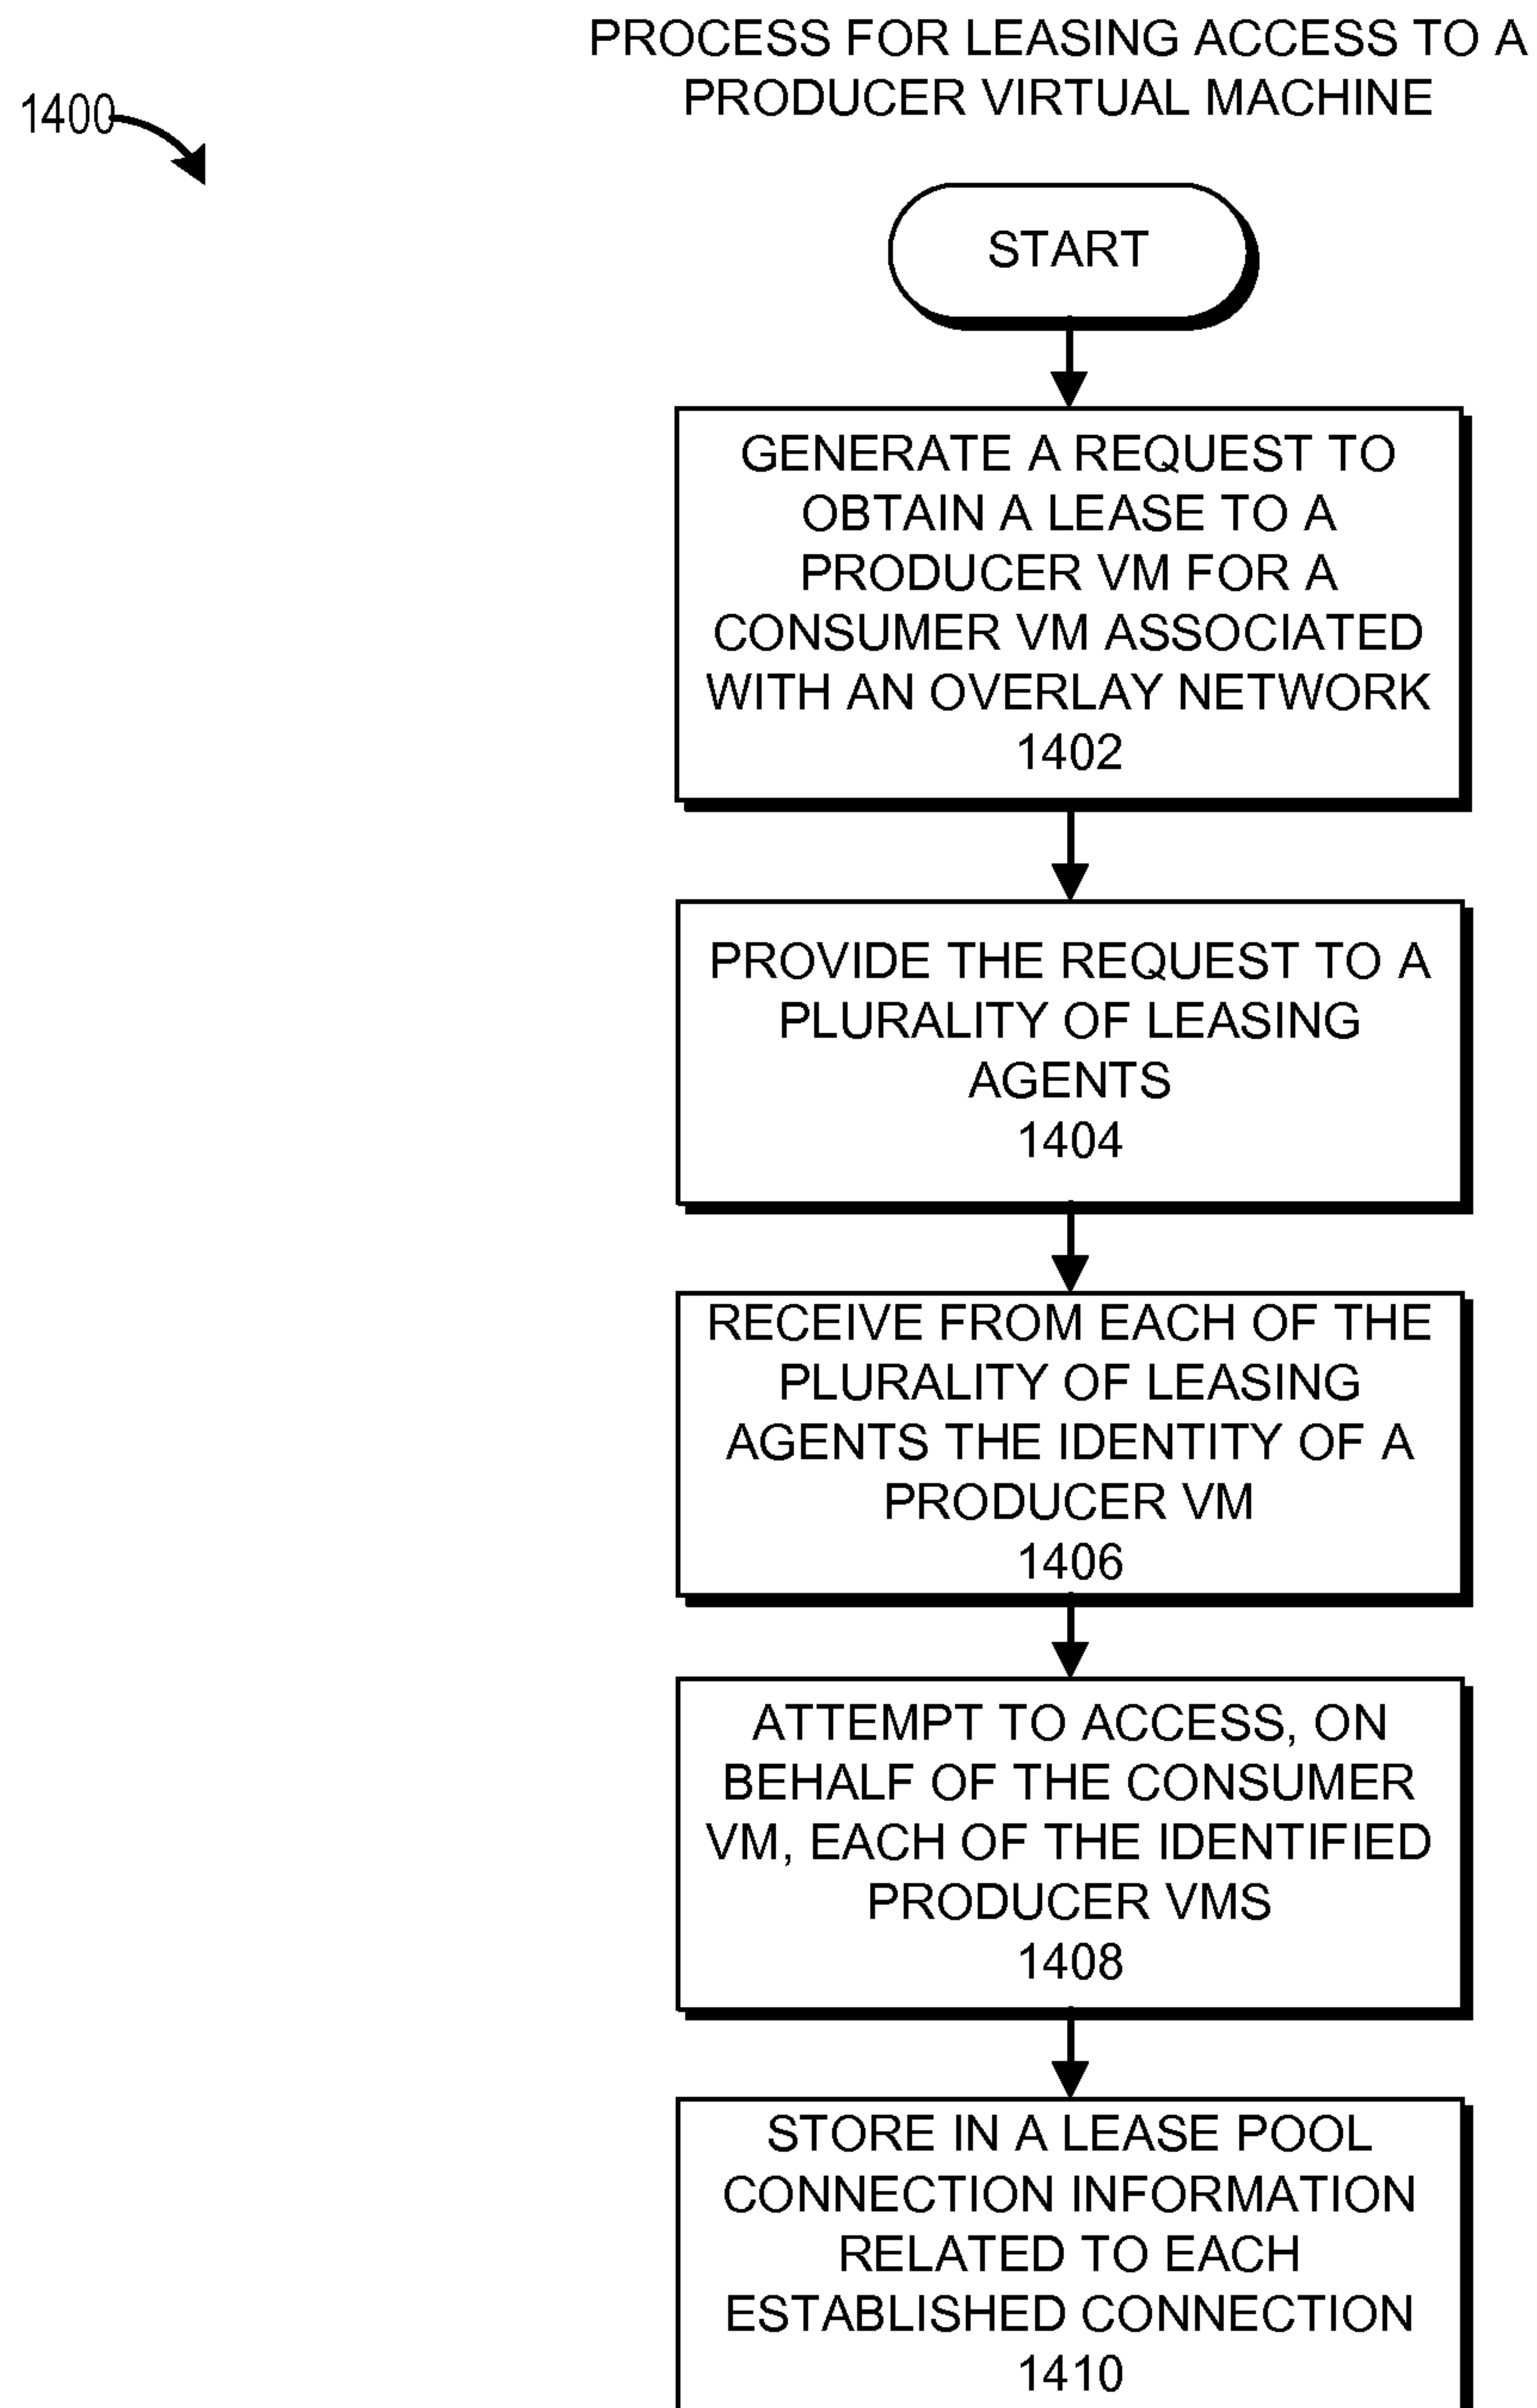 PROCESS FOR LEASING ACCESS TO A
PRODUCER VIRTUAL MACHINE
1400
START
GENERATE A REQUEST TO
OBTAIN A LEASE TO A
PRODUCER VM FOR A
CONSUMER VM ASSOCIATED
WITH AN OVERLAY NETWORK
1402
PROVIDE THE REQUEST TO A
PLURALITY OF LEASING
AGENTS
1404
RECEIVE FROM EACH OF THE
PLURALITY OF LEASING
AGENTS THE IDENTITY OF A
PRODUCER VM
1406
ATTEMPT TO ACCESS, ON
BEHALF OF THE CONSUMER
VM, EACH OF THE IDENTIFIED
PRODUCER VMS
1408
STORE IN A LEASE POOL
CONNECTION INFORMATION
RELATED TO EACH
ESTABLISHED CONNECTION
1410